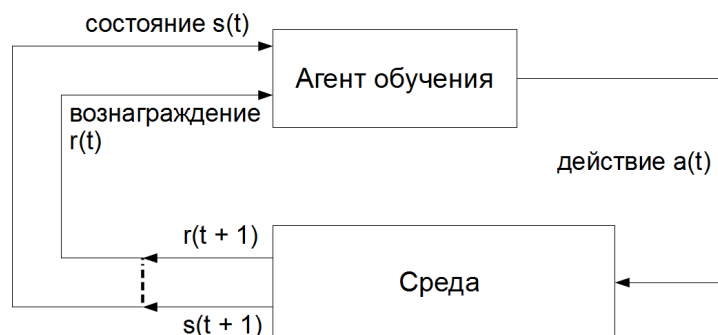 состояние s(t)
Агент обучения
вознаграждение
r(t)
действие a(t)
r(t + 1)
Среда
s(t + 1)